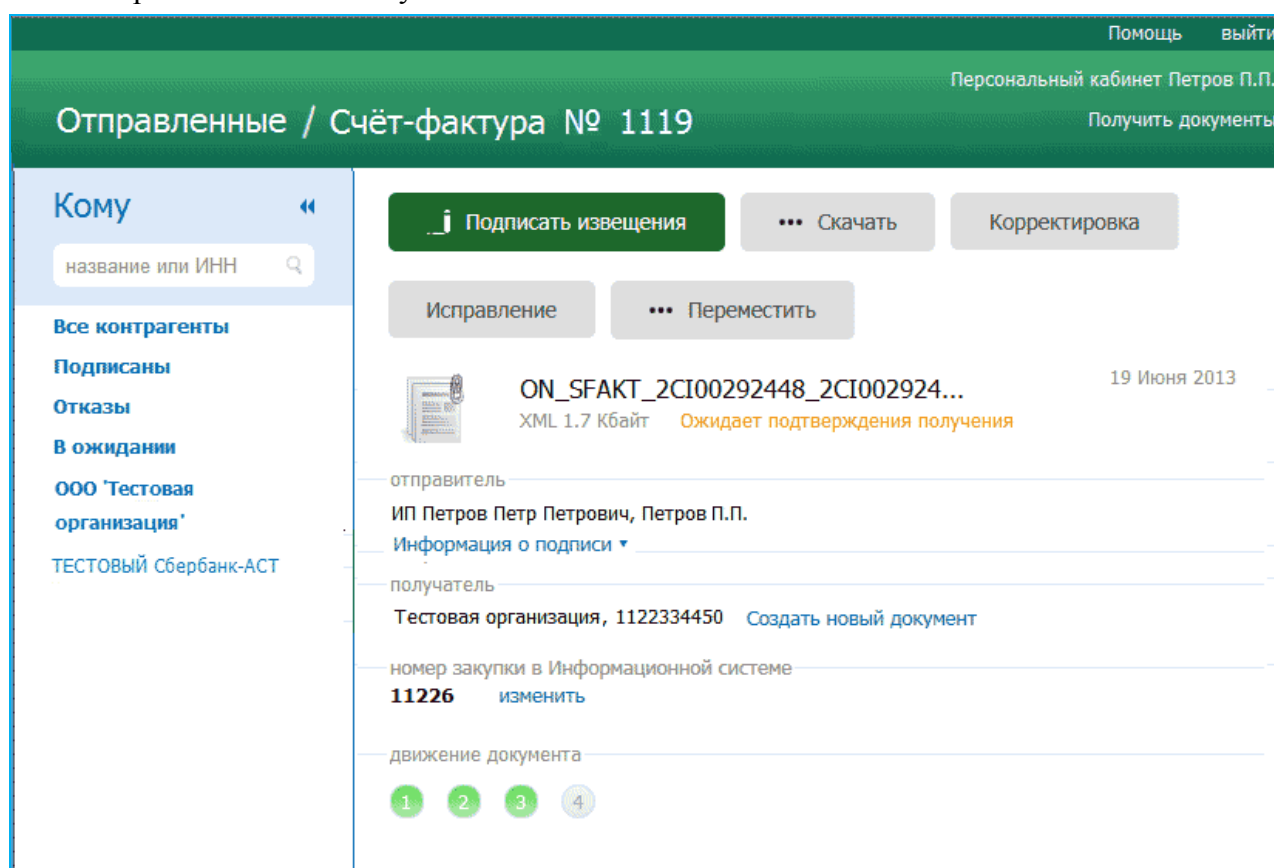 Помощь выйти
Персональный кабинет Петров П.П.
Отправленные / Счёт-фактура № 1119
Получить документы
Кому «
название или ИНН
Все контрагенты
Подписаны
Отказы
В ожидании
ООО 'Тестовая
организация'
ТЕСТОВЫЙ Сбербанк-АСТ
Подписать извещения ••• Скачать Корректировка
Исправление ••• Переместить
ON_SFAKT_2CI00292448_2CI002924... 19 Июня 2013
XML 1.7 Кбайт Ожидает подтверждения получения
отправитель
ИП Петров Петр Петрович, Петров П.П.
Информация о подписи ▾
получатель
Тестовая организация, 1122334450 Создать новый документ
номер закупки в Информационной системе
11226 изменить
движение документа
1 2 3 4